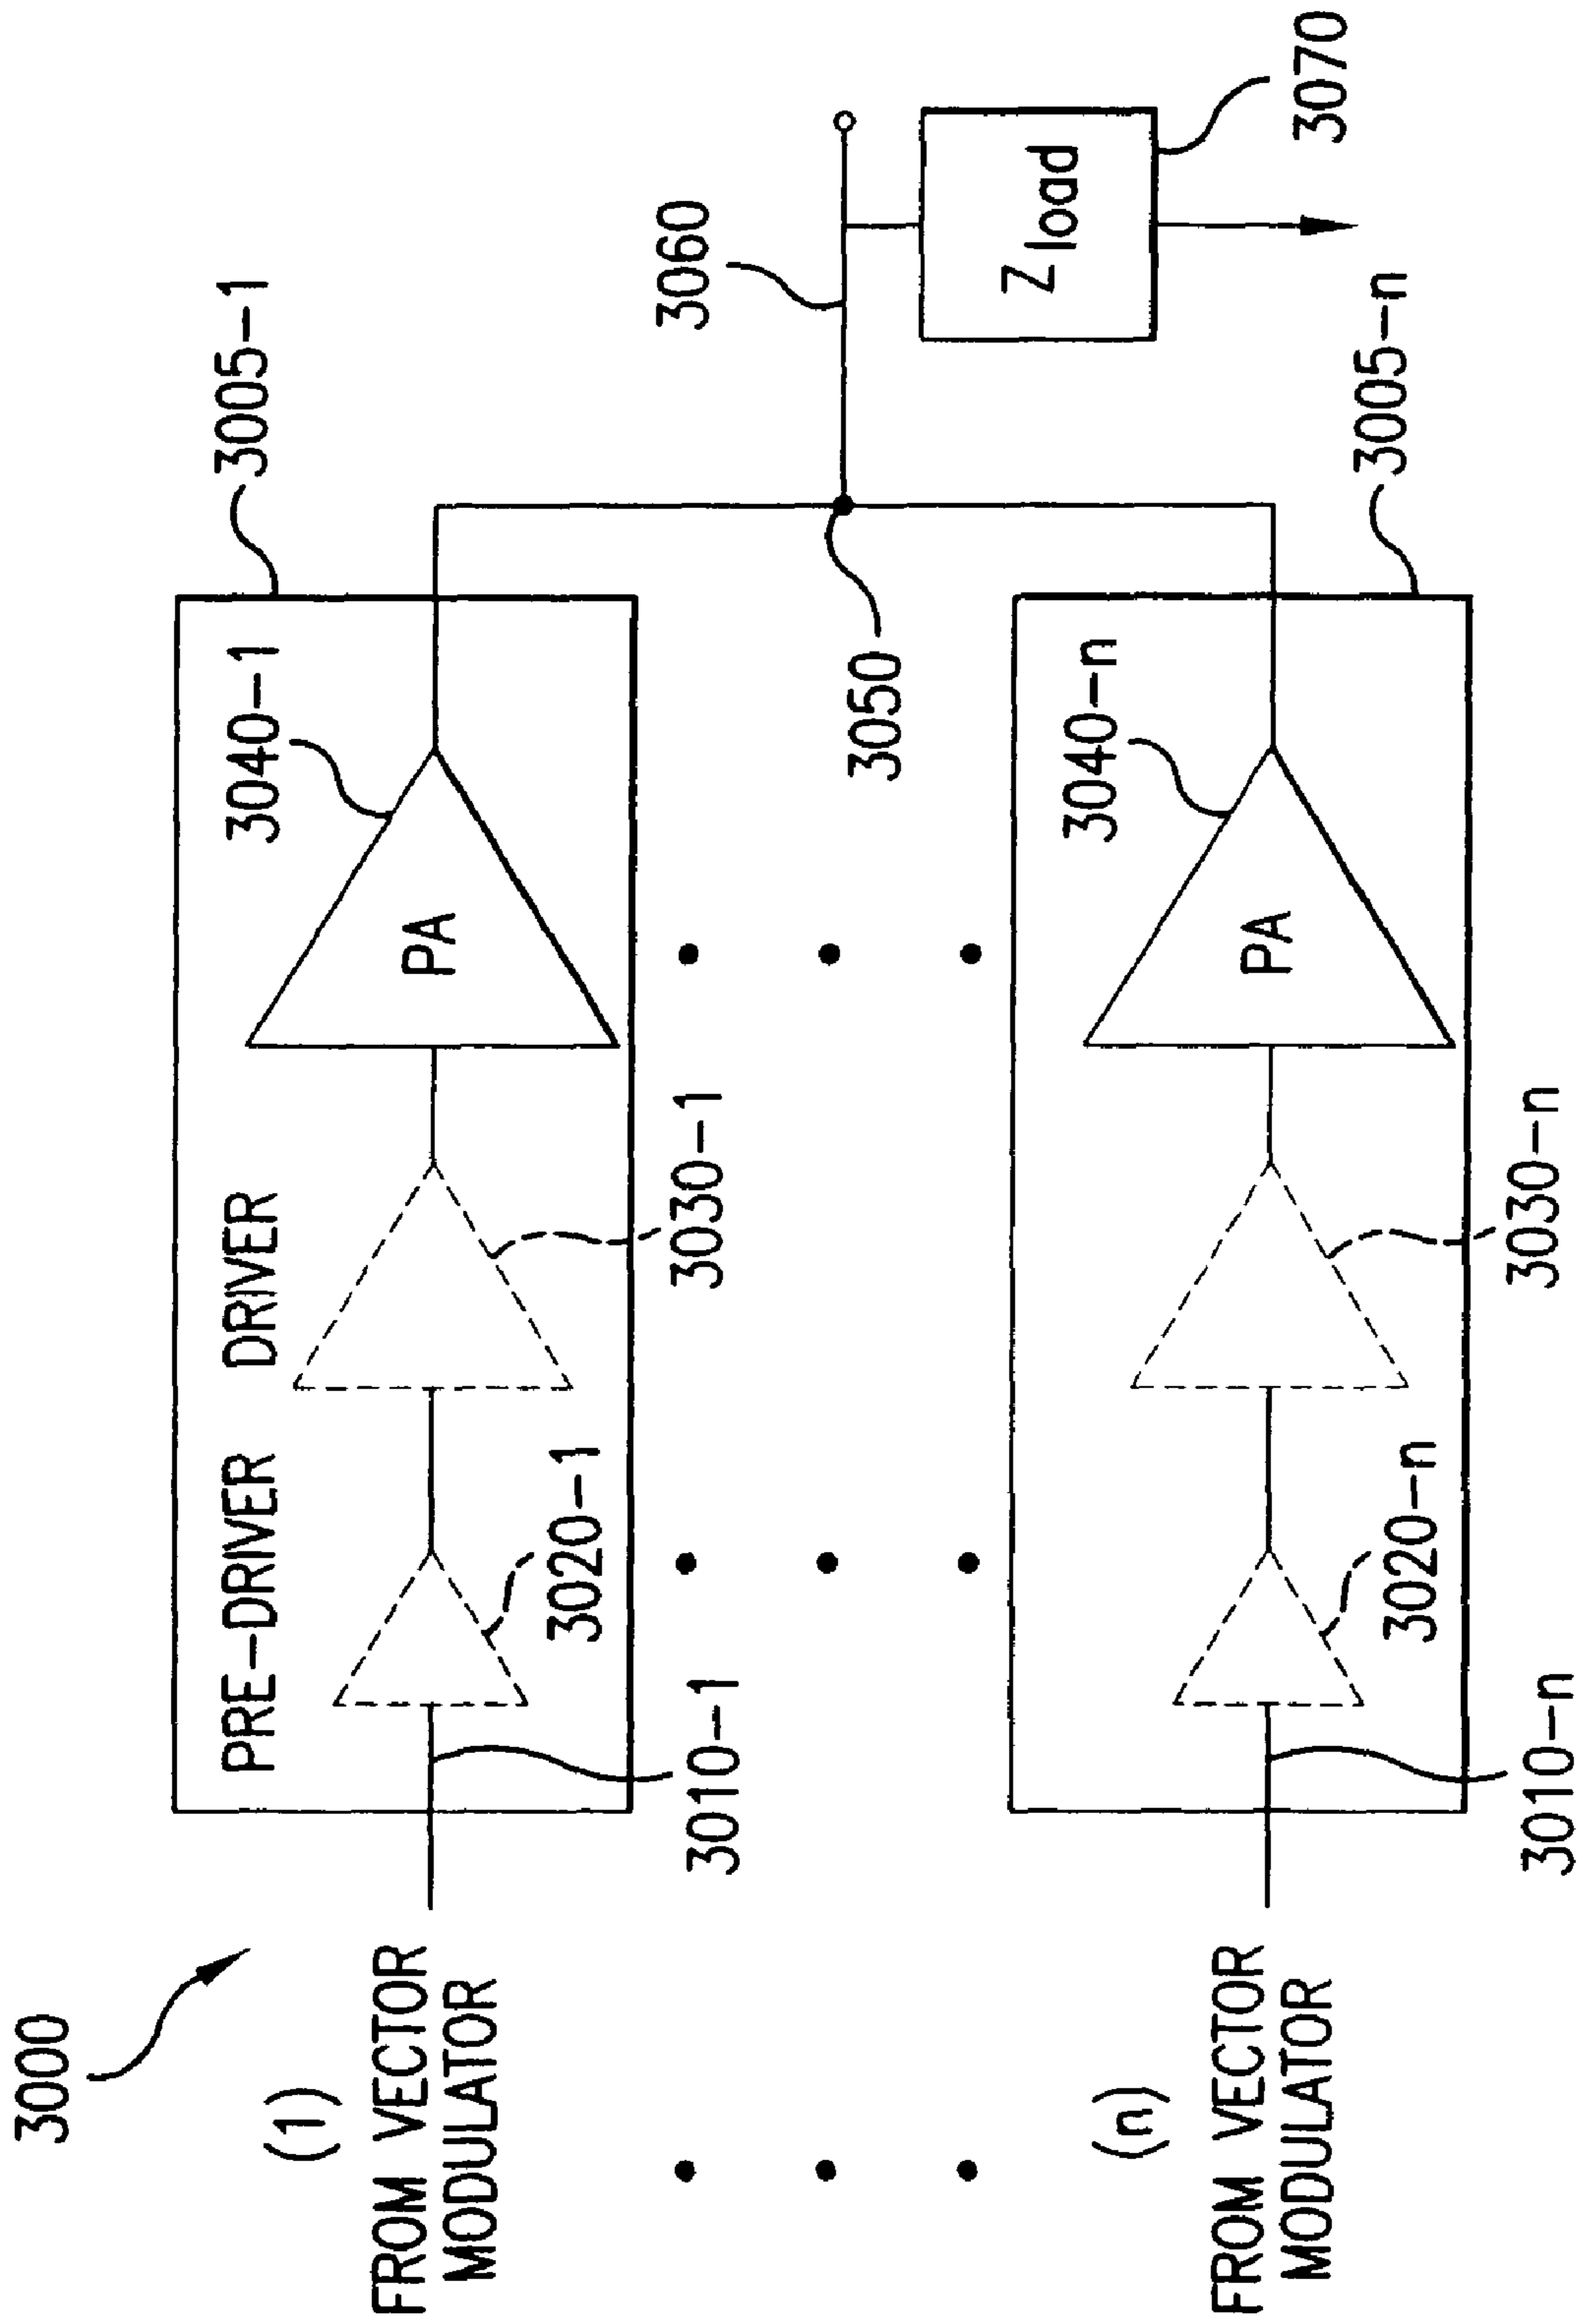 3000
(1)
FROM VECTOR
MODULATOR
3010-1
PRE-DRIVER
3020-1
DRIVER
3030-1
PA
3040-1
3005-1
3050
3060
Z load
3070
(n)
FROM VECTOR
MODULATOR
3010-n
3020-n
3030-n
PA
3040-n
3005-n